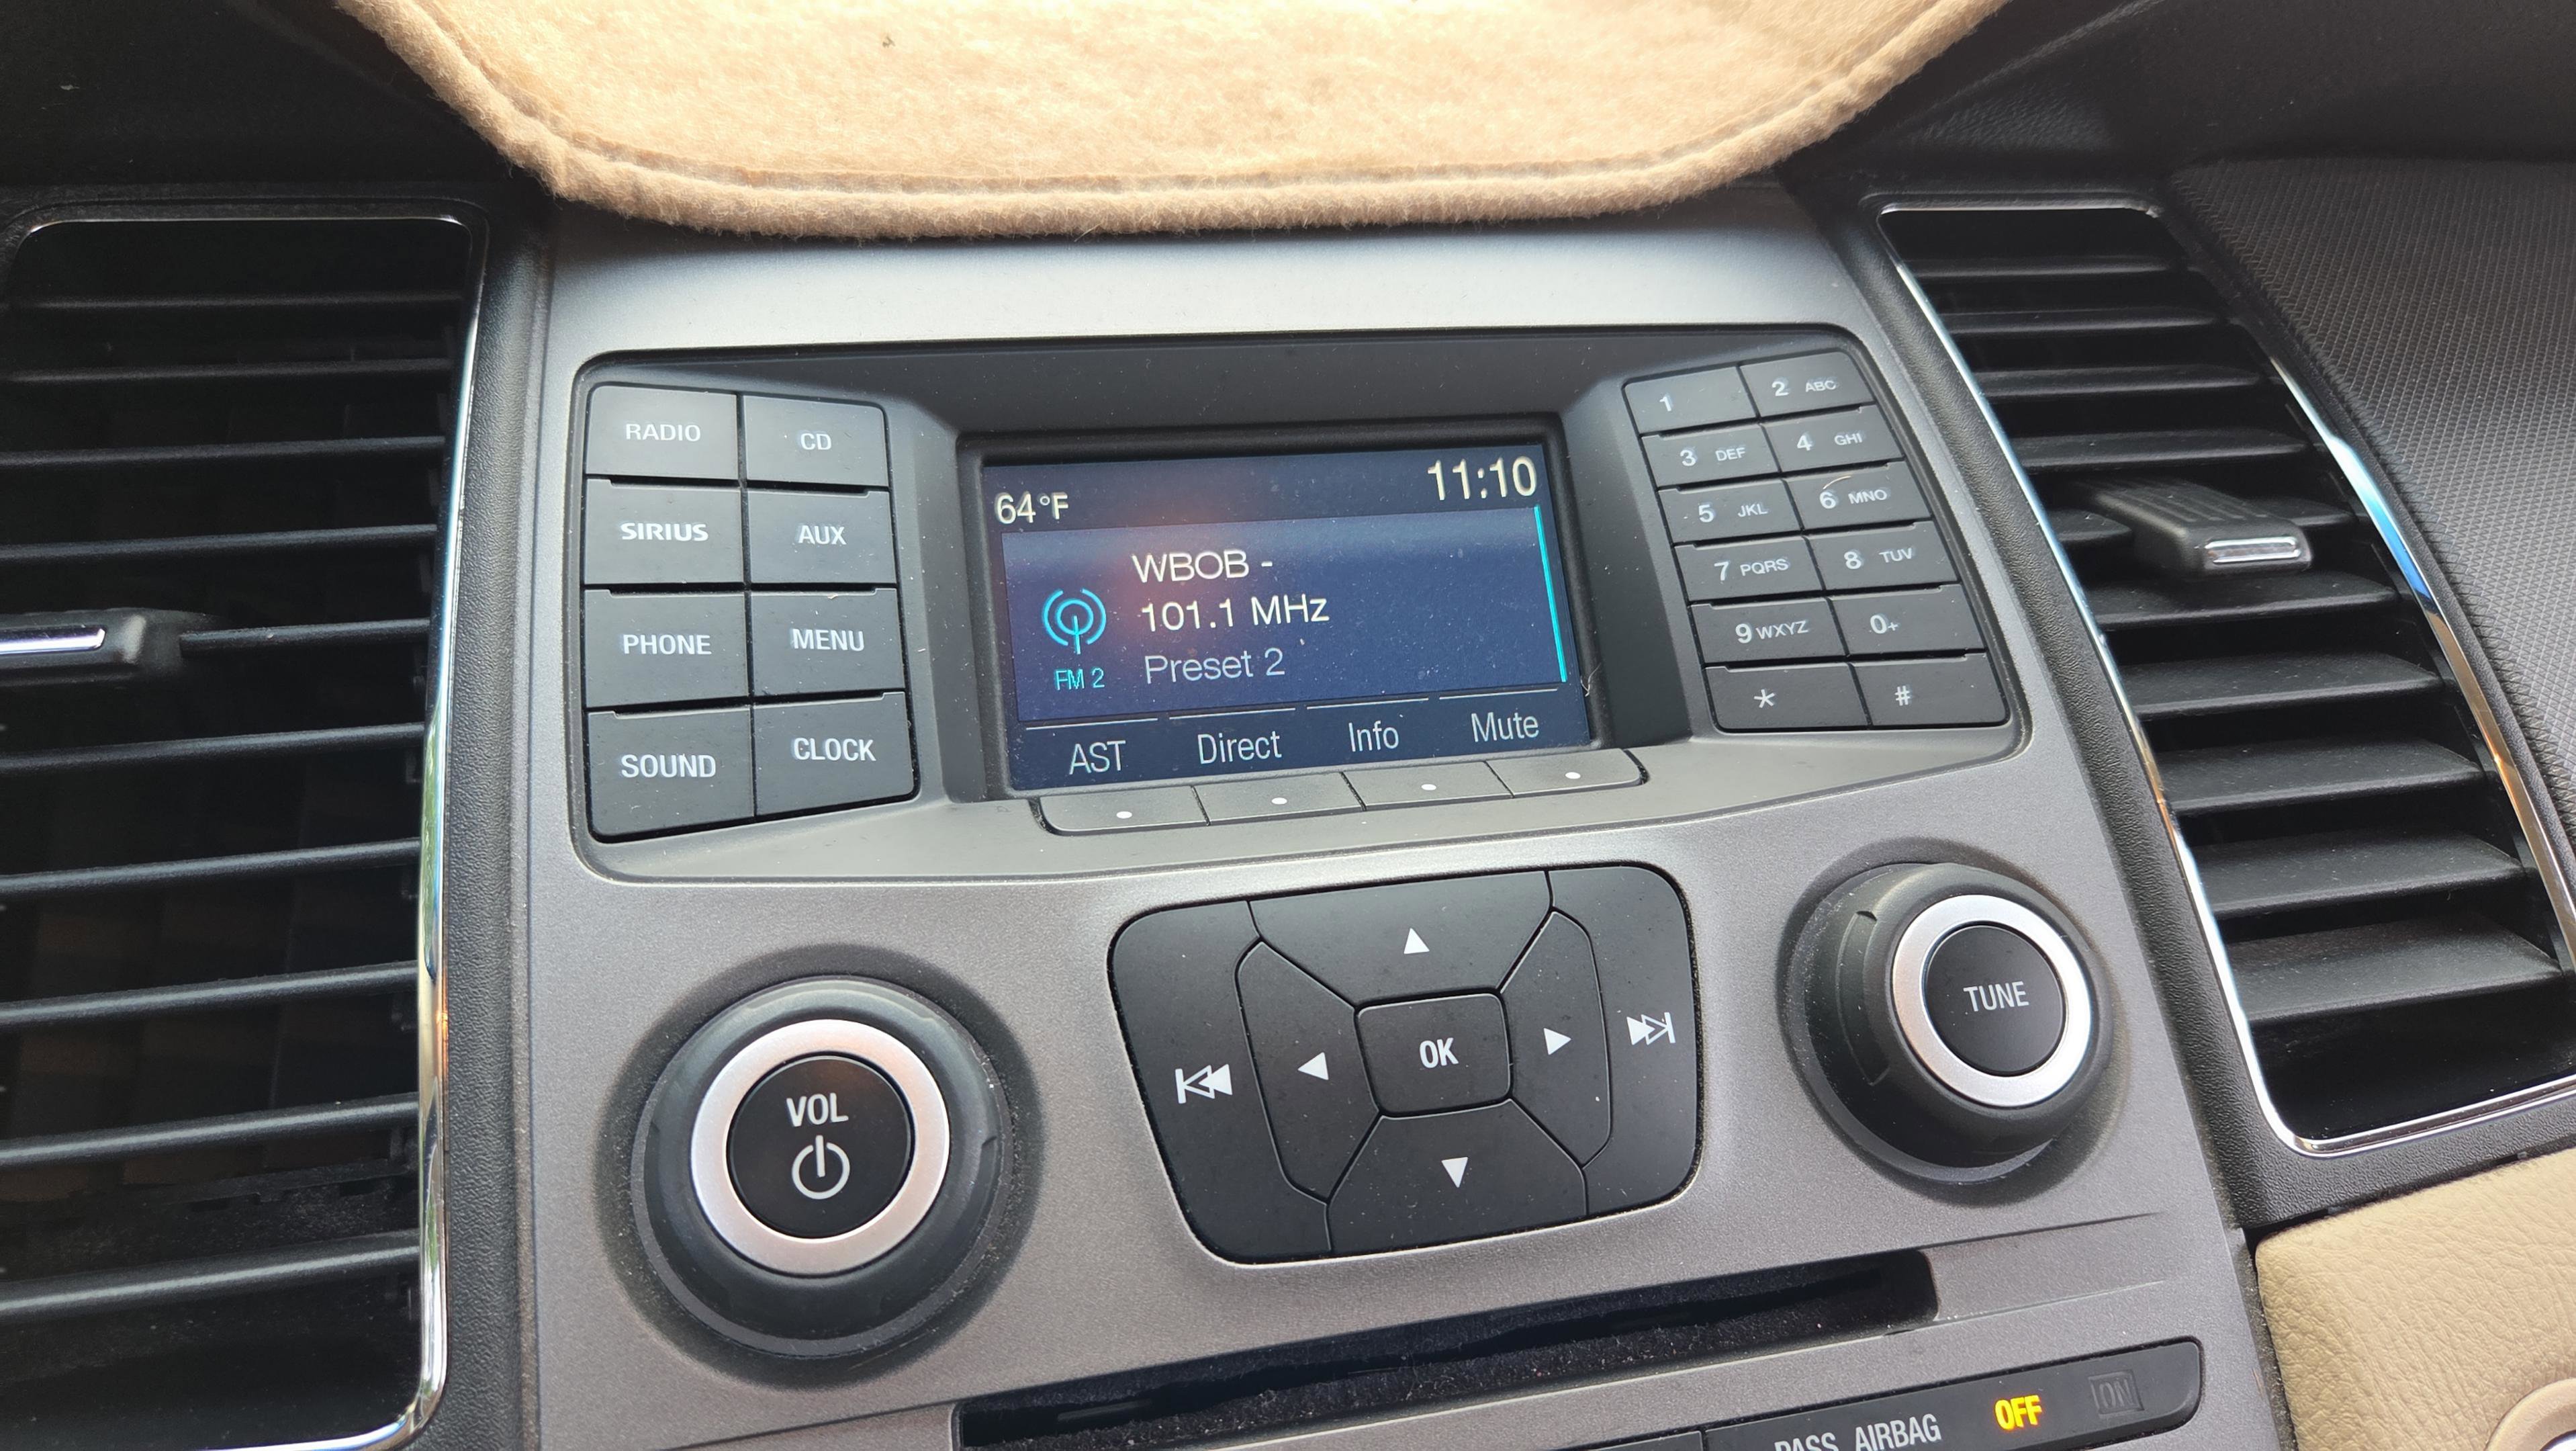 RADIO
CD
SIRIUS
AUX
PHONE
MENU
SOUND
CLOCK
64°F
11:10
WBOB -
101.1 MHz
FM 2
Preset 2
AST Direct Info Mute
1
2 ABC
3 DEF
4 GHI
5 JKL
6 MNO
7 PQRS
8 TUV
9 WXYZ
0+
*
#
VOL
OK
TUNE
PASS AIRBAG OFF ON